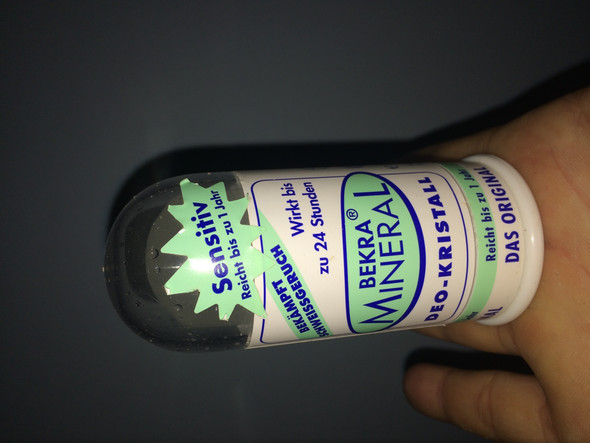 Sensitiv
Reicht bis zu 1 Jahr
BEKÄMPFT
SCHWEISSGERUCH
Wirkt bis
zu 24 Stunden
BEKRA®
MINERAL
DEO-KRISTALL
Reicht bis zu 1 Jahr
DAS ORIGINAL